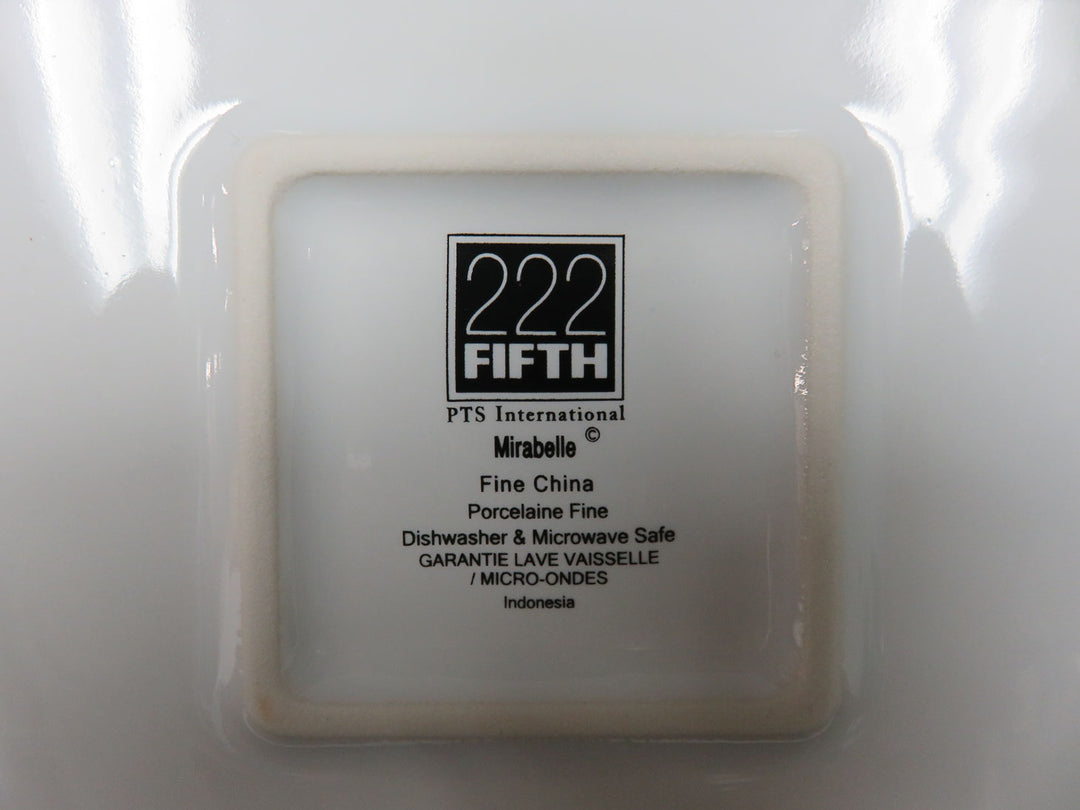 222
FIFTH
PTS International
Mirabelle ©
Fine China
Porcelaine Fine
Dishwasher & Microwave Safe
GARANTIE LAVE VAISSELLE
/ MICRO-ONDES
Indonesia